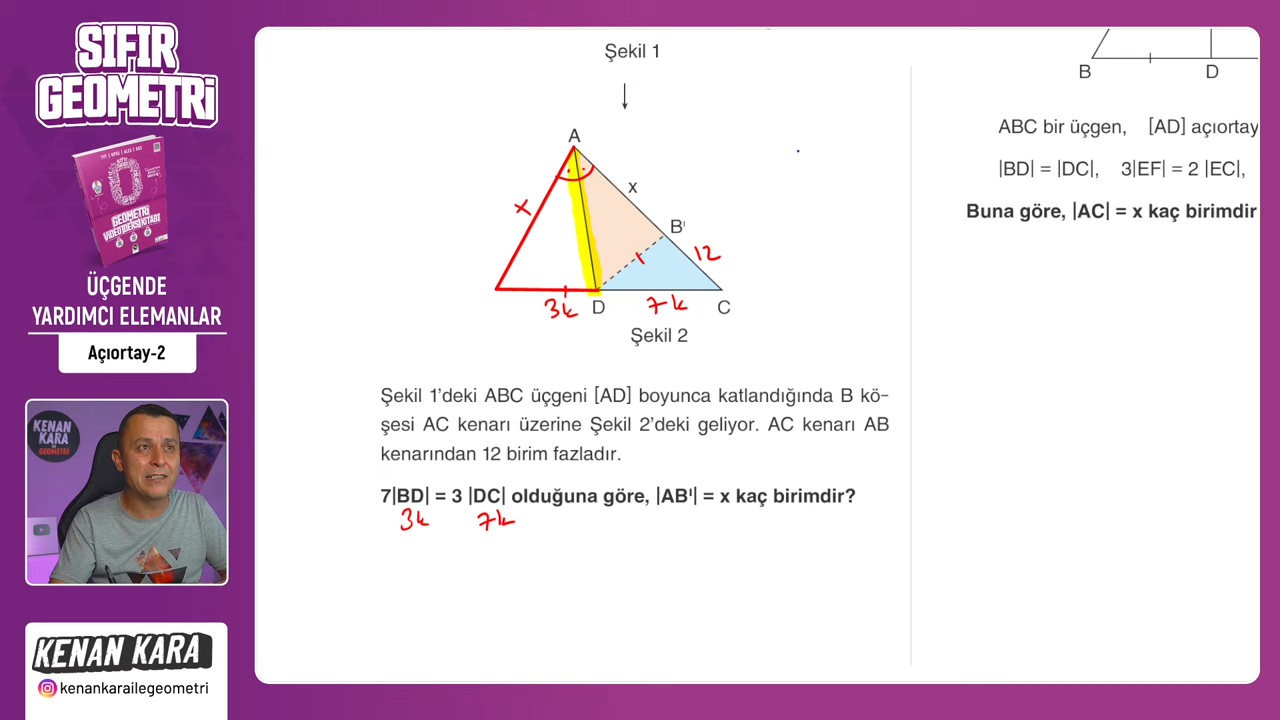 SIFIR
GEOMETRİ
GEOMETRİ
VİDEO DERS KİTABI
ÜÇGENDE
YARDIMCI ELEMANLAR
Açıortay-2
KENAN
KARA
GEOMETRİ
KENAN KARA
kenankarailegeometri
Şekil 1
A
x
x
B'
12
3k
D
7k
C
Şekil 2
Şekil 1'deki ABC üçgeni [AD] boyunca katlandığında B kö-
şesi AC kenarı üzerine Şekil 2'deki geliyor. AC kenarı AB
kenarından 12 birim fazladır.
7|BD| = 3 |DC| olduğuna göre, |AB'| = x kaç birimdir?
3k 7k
B D
ABC bir üçgen, [AD] açıortay
|BD| = |DC|, 3|EF| = 2 |EC|,
Buna göre, |AC| = x kaç birimdir